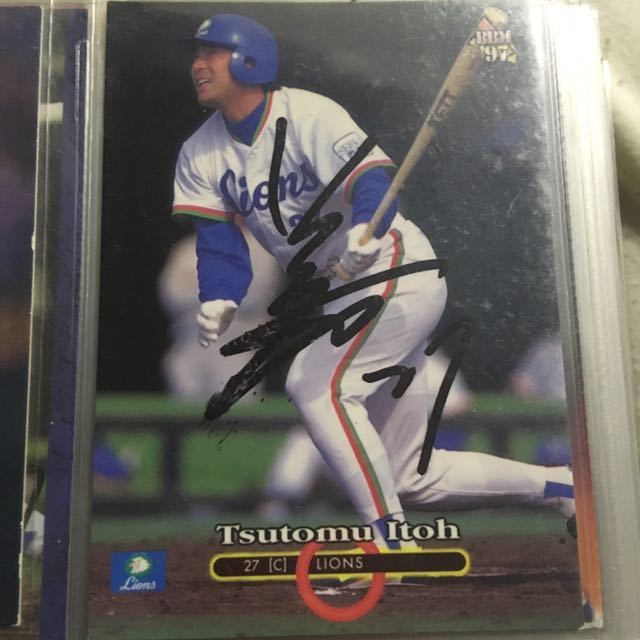 BBM
'97
Lions
Tsutomu Itoh
27 [C] LIONS
Lions